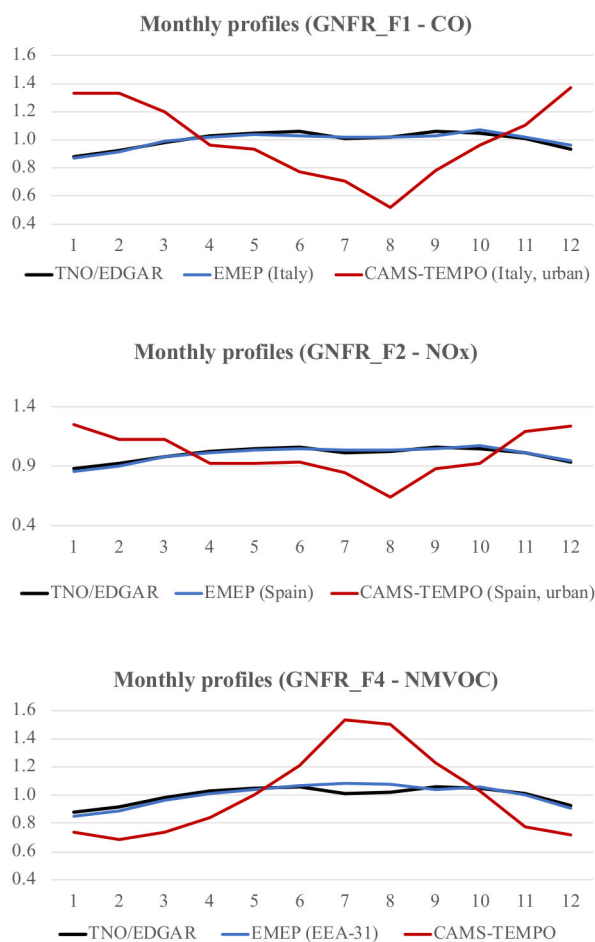 Monthly profiles (GNFR_F1 - CO)
1.6
1.4
1.2
1.0
0.8
0.6
0.4
1 2 3 4 5 6 7 8 9 10 11 12
TNO/EDGAR EMEP (Italy) CAMS-TEMPO (Italy, urban)
Monthly profiles (GNFR_F2 - NOx)
1.4
0.9
0.4
1 2 3 4 5 6 7 8 9 10 11 12
TNO/EDGAR EMEP (Spain) CAMS-TEMPO (Spain, urban)
Monthly profiles (GNFR_F4 - NMVOC)
1.6
1.4
1.2
1.0
0.8
0.6
0.4
1 2 3 4 5 6 7 8 9 10 11 12
TNO/EDGAR EMEP (EEA-31) CAMS-TEMPO